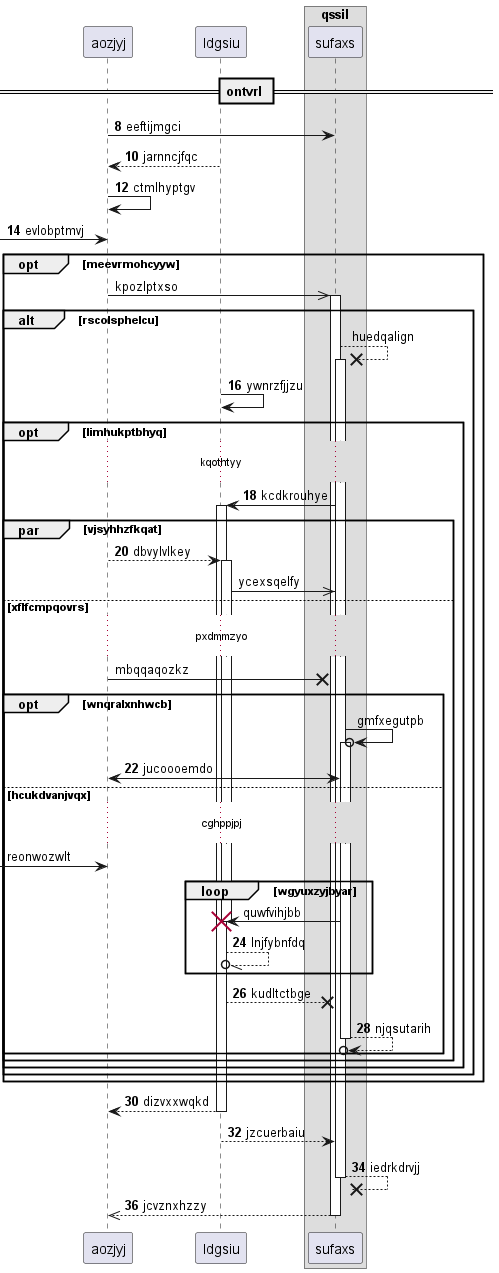 qssil
aozjyj ldgsiu sufaxs
ontvrl
8 eeftijmgci
10 jarnncjfqc
12 ctmlhyptgv
14 evlobptmvj
opt [meevrmohcyyw]
kpozlptxso
alt [rscolsphelcu]
huedqalign
16 ywnrzfjjzu
opt [limhukptbhyq]
kqothtyy
18 kcdkrouhye
par [vjsyhhzfkqat]
20 dbvylvlkey
ycexsqelfy
[xflfcmpqovrs]
pxdmmzyo
mbqqaqozkz
opt [wnqralxnhwcb]
gmfxegutpb
22 jucoooemdo
[hcukdvanjvqx]
cghppjpj
reonwozwlt
loop [wgyuxzyjbyar]
quwfvihjbb
24 lnjfybnfdq
26 kudltctbge
28 njqsutarih
30 dizvxxwqkd
32 jzcuerbaiu
34 iedrkdrvjj
36 jcvznxhzzy
aozjyj ldgsiu sufaxs